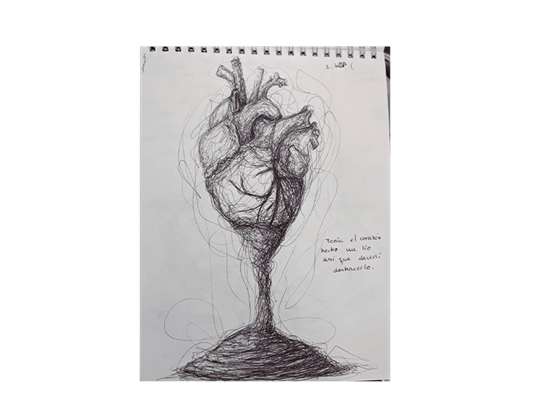 Tenía el corazón
hecho un lío
así que decidí
deshacerlo.